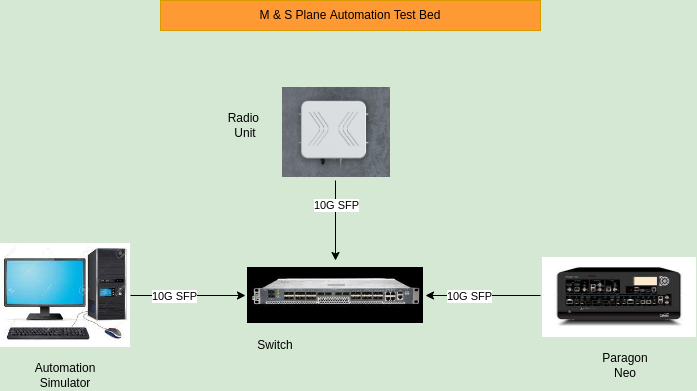 M & S Plane Automation Test Bed
Radio
Unit
10G SFP
10G SFP
10G SFP
Switch
Automation
Simulator
Paragon
Neo